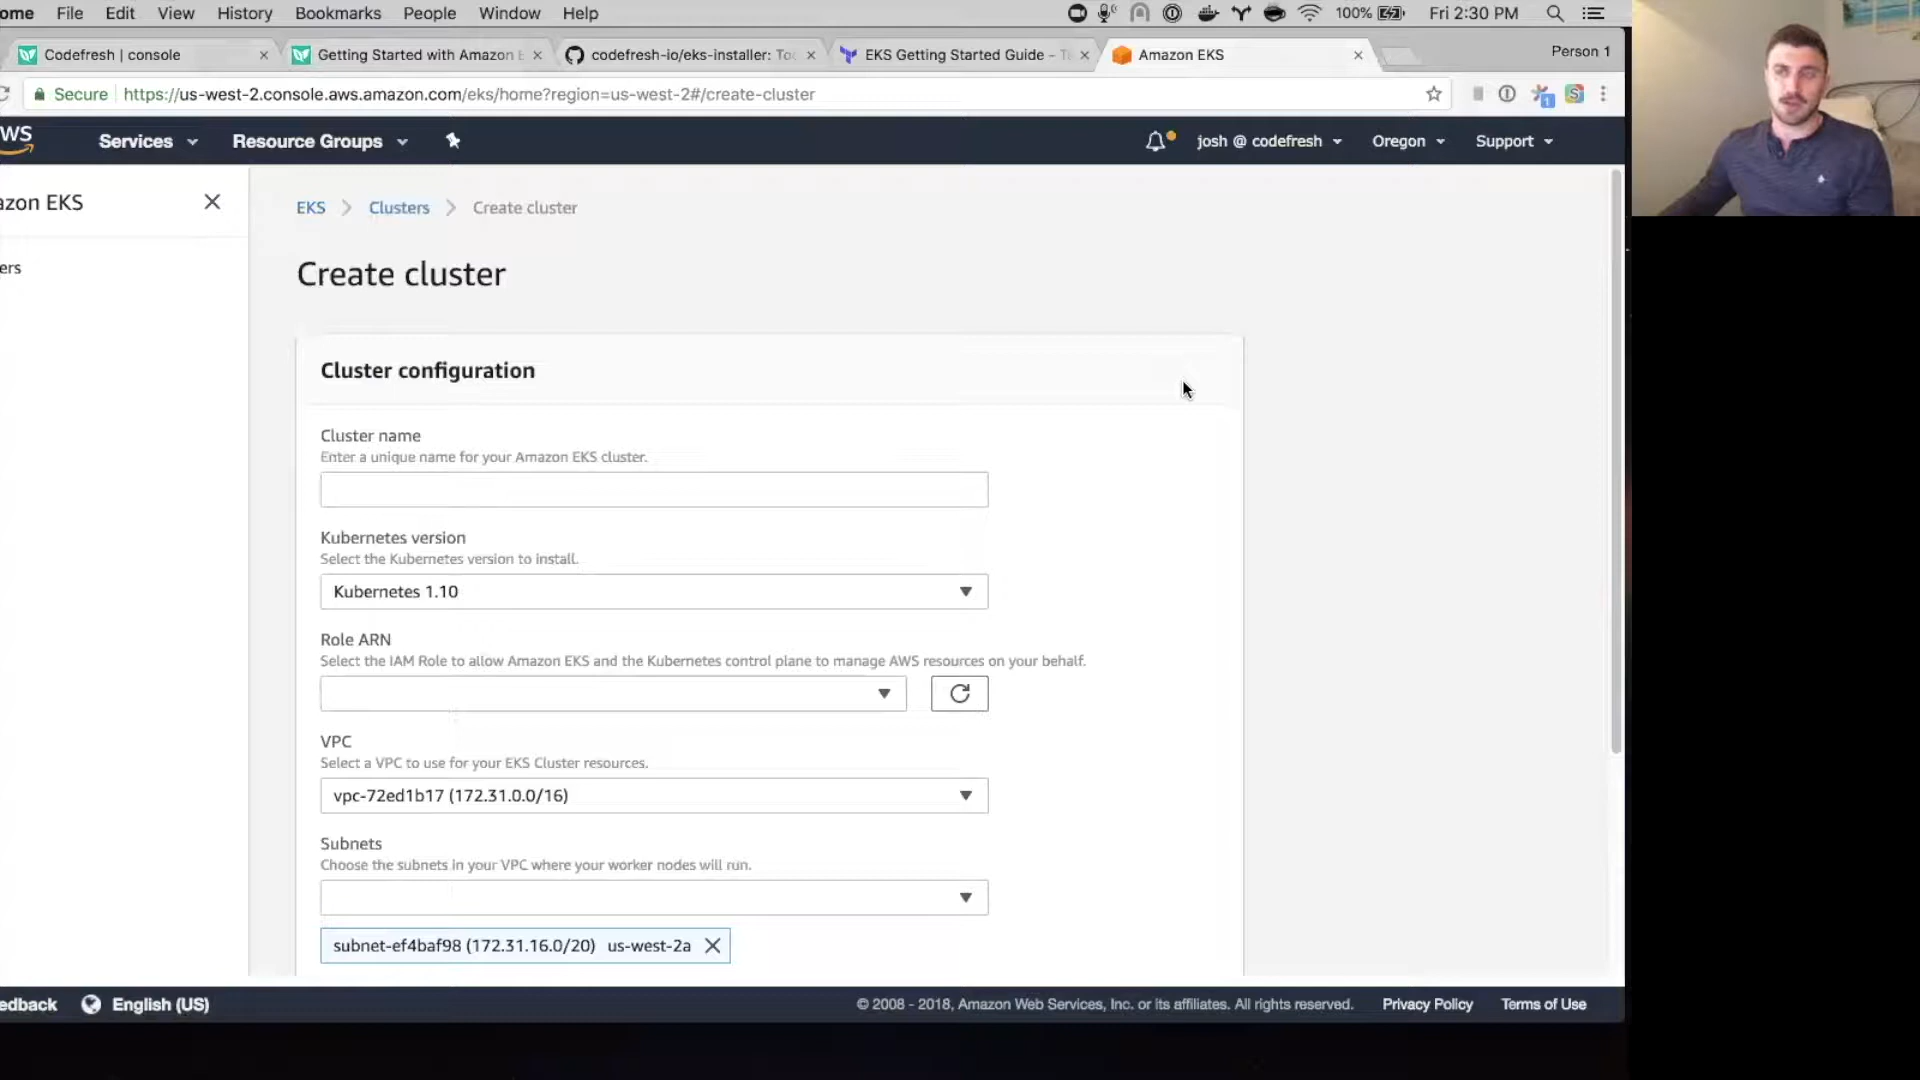 ome File Edit View History Bookmarks People Window Help 100% Fri 2:30 PM
Codefresh | console Getting Started with Amazon E codefresh-io/eks-installer: Too EKS Getting Started Guide - T Amazon EKS Person 1
Secure https://us-west-2.console.aws.amazon.com/eks/home?region=us-west-2#/create-cluster
WS Services Resource Groups josh @ codefresh Oregon Support
azon EKS
ers
EKS > Clusters > Create cluster
Create cluster
Cluster configuration
Cluster name
Enter a unique name for your Amazon EKS cluster.
Kubernetes version
Select the Kubernetes version to install.
Kubernetes 1.10
Role ARN
Select the IAM Role to allow Amazon EKS and the Kubernetes control plane to manage AWS resources on your behalf.
VPC
Select a VPC to use for your EKS Cluster resources.
vpc-72ed1b17 (172.31.0.0/16)
Subnets
Choose the subnets in your VPC where your worker nodes will run.
subnet-ef4baf98 (172.31.16.0/20) us-west-2a
edback English (US) © 2008 - 2018, Amazon Web Services, Inc. or its affiliates. All rights reserved. Privacy Policy Terms of Use